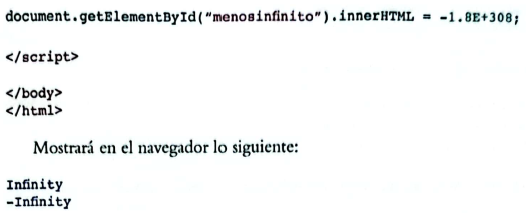 document.getElementById("menosinfinito").innerHTML = -1.8E+308;
</script>
</body>
</html>
Mostrará en el navegador lo siguiente:
Infinity
-Infinity